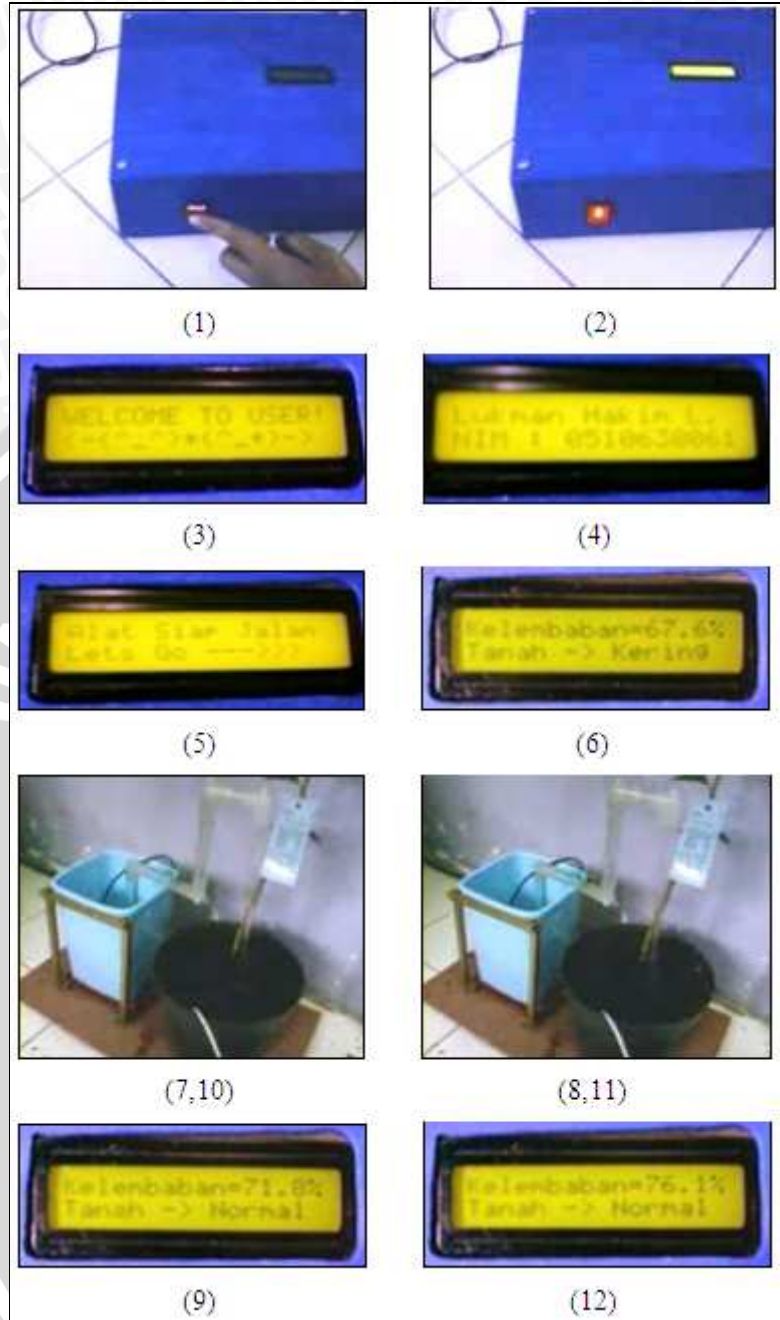 (1)
(2)
WELCOME TO USER!
<-(^_^)*(^_*)->
(3)
Lukman Hakim L.
NIM : 0510630061
(4)
Alat Siap Jalan
Lets Go --->>>
(5)
Kelembaban=67.6%
Tanah -> Kering
(6)
(7,10)
(8,11)
Kelembaban=71.8%
Tanah -> Normal
(9)
Kelembaban=76.1%
Tanah -> Normal
(12)